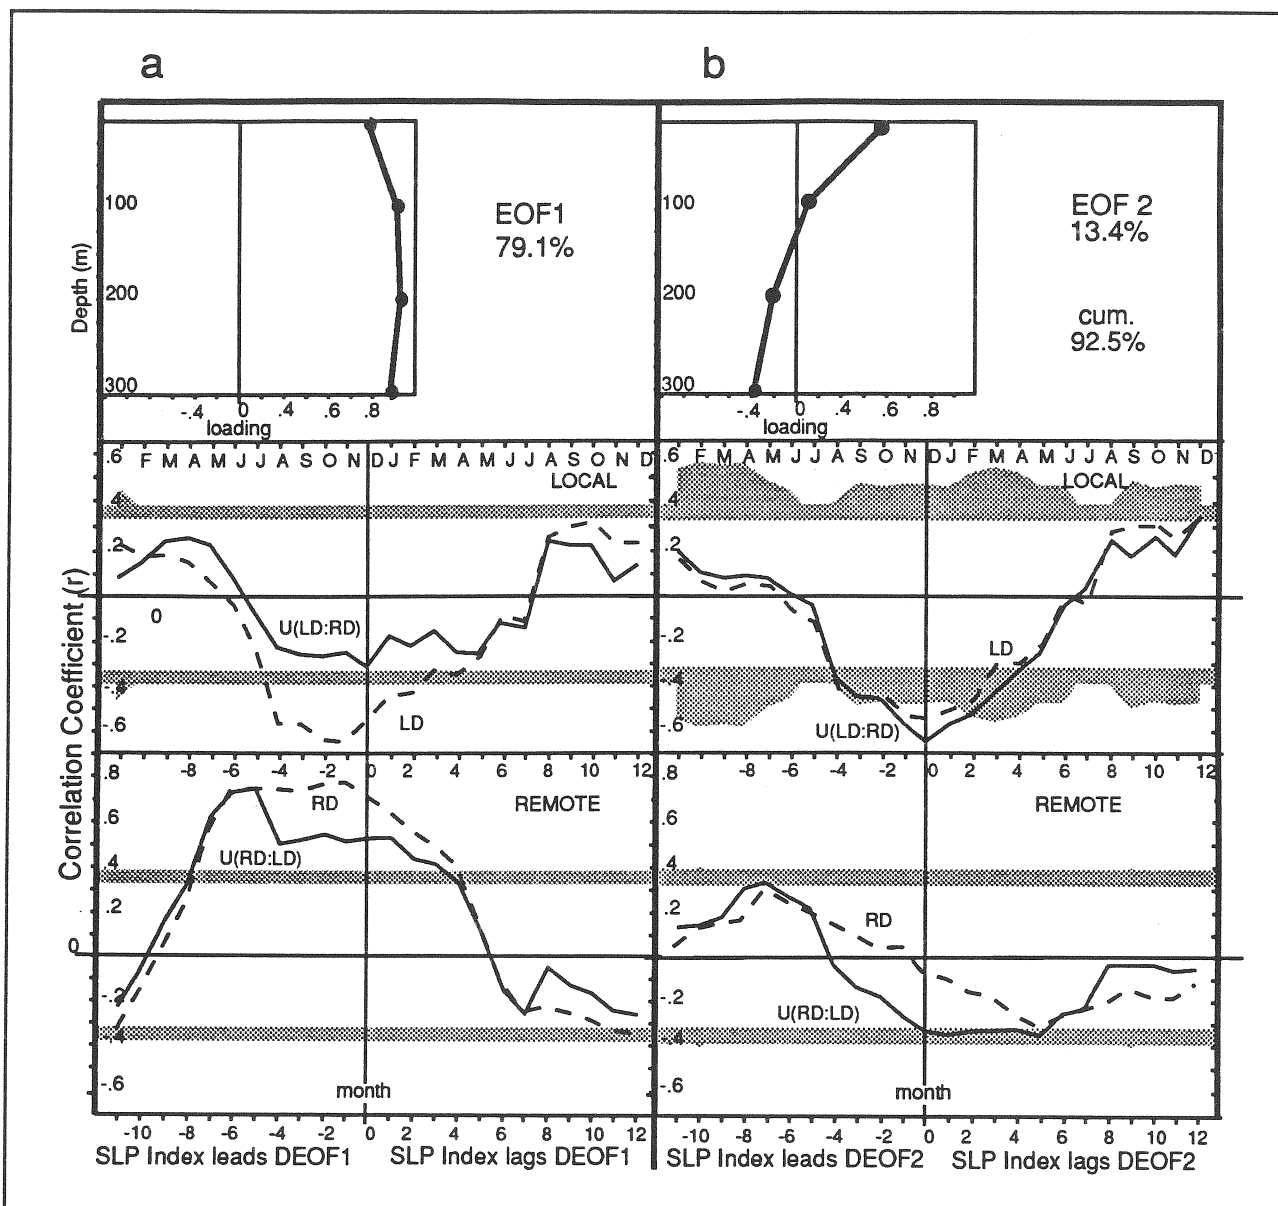 a
b
100
200
300
Depth (m)
-.4 0 .4 .8
loading
EOF1
79.1%
100
200
300
-.4 0 .4 .6 .8
loading
EOF 2
13.4%
cum.
92.5%
Correlation Coefficient (r)
F M A M J J A S O N D J F M A M J J A S O N D
LOCAL
.6
.4
.2
0
-.2
-.4
-.6
U(LD:RD)
LD
F M A M J J A S O N D J F M A M J J A S O N D
LOCAL
.6
.4
.2
-.2
-.4
-.6
LD
U(LD:RD)
-8 -6 -4 -2 0 2 4 6 8 10 12
REMOTE
.8
.6
.4
.2
0
-.2
-.4
-.6
RD
U(RD:LD)
month
-10 -8 -6 -4 -2 0 2 4 6 8 10 12
SLP Index leads DEOF1 SLP Index lags DEOF1
-8 -6 -4 -2 0 2 4 6 8 10 12
REMOTE
.8
.6
.4
.2
-.2
-.4
-.6
RD
U(RD:LD)
month
-10 -8 -6 -4 -2 0 2 4 6 8 10 12
SLP Index leads DEOF2 SLP Index lags DEOF2